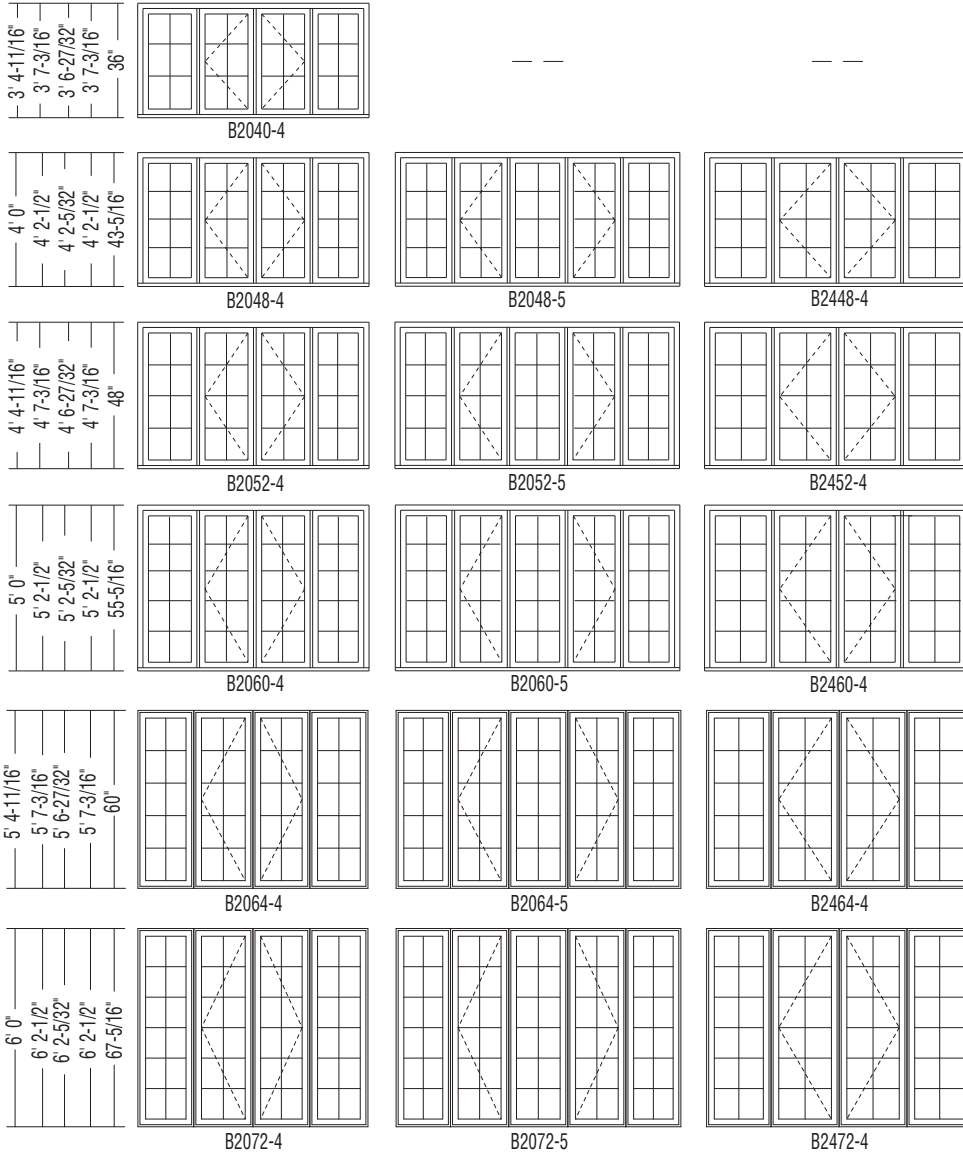 3' 4-11/16"
3' 7-3/16"
3' 6-27/32"
3' 7-3/16"
36"
B2040-4
4' 0"
4' 2-1/2"
4' 2-5/32"
4' 2-1/2"
43-5/16"
B2048-4
B2048-5
B2448-4
4' 4-11/16"
4' 7-3/16"
4' 6-27/32"
4' 7-3/16"
48"
B2052-4
B2052-5
B2452-4
5' 0"
5' 2-1/2"
5' 2-5/32"
5' 2-1/2"
55-5/16"
B2060-4
B2060-5
B2460-4
5' 4-11/16"
5' 7-3/16"
5' 6-27/32"
5' 7-3/16"
60"
B2064-4
B2064-5
B2464-4
6' 0"
6' 2-1/2"
6' 2-5/32"
6' 2-1/2"
67-5/16"
B2072-4
B2072-5
B2472-4